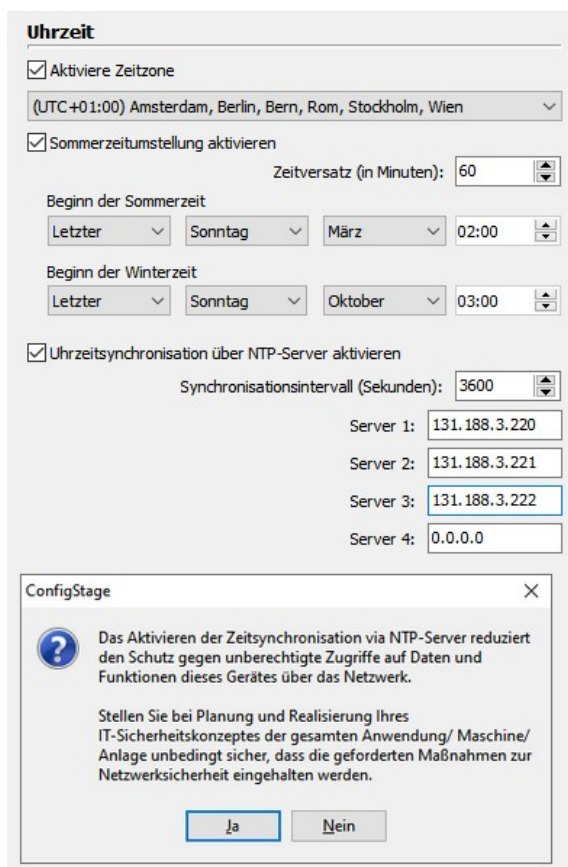 Uhrzeit
Aktiviere Zeitzone
(UTC+01:00) Amsterdam, Berlin, Bern, Rom, Stockholm, Wien
Sommerzeitumstellung aktivieren
Zeitversatz (in Minuten): 60
Beginn der Sommerzeit
Letzter Sonntag März 02:00
Beginn der Winterzeit
Letzter Sonntag Oktober 03:00
Uhrzeitsynchronisation über NTP-Server aktivieren
Synchronisationsintervall (Sekunden): 3600
Server 1: 131.188.3.220
Server 2: 131.188.3.221
Server 3: 131.188.3.222
Server 4: 0.0.0.0
ConfigStage
Das Aktivieren der Zeitsynchronisation via NTP-Server reduziert
den Schutz gegen unberechtigte Zugriffe auf Daten und
Funktionen dieses Gerätes über das Netzwerk.
Stellen Sie bei Planung und Realisierung Ihres
IT-Sicherheitskonzeptes der gesamten Anwendung/ Maschine/
Anlage unbedingt sicher, dass die geforderten Maßnahmen zur
Netzwerksicherheit eingehalten werden.
Ja Nein